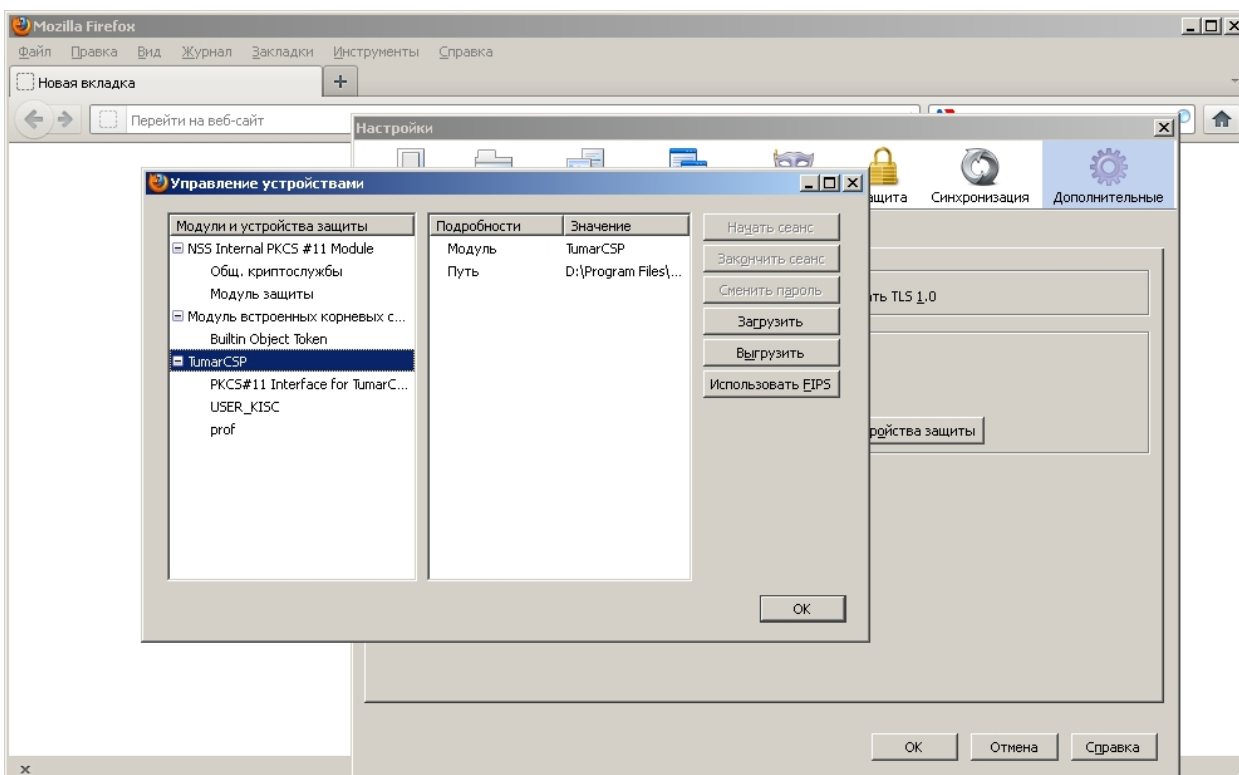 Mozilla Firefox
Файл Правка Вид Журнал Закладки Инструменты Справка
Новая вкладка
Перейти на веб-сайт
Настройки
Синхронизация Дополнительные
Управление устройствами
Модули и устройства защиты
NSS Internal PKCS #11 Module
Общ. криптослужбы
Модуль защиты
Модуль встроенных корневых с...
Builtin Object Token
TumarCSP
PKCS#11 Interface for TumarC...
USER_KISC
prof
Подробности Значение
Модуль TumarCSP
Путь D:\Program Files\...
Начать сеанс
Закончить сеанс
Сменить пароль
Загрузить
Выгрузить
Использовать FIPS
OK
ать TLS 1.0
ройства защиты
OK Отмена Справка